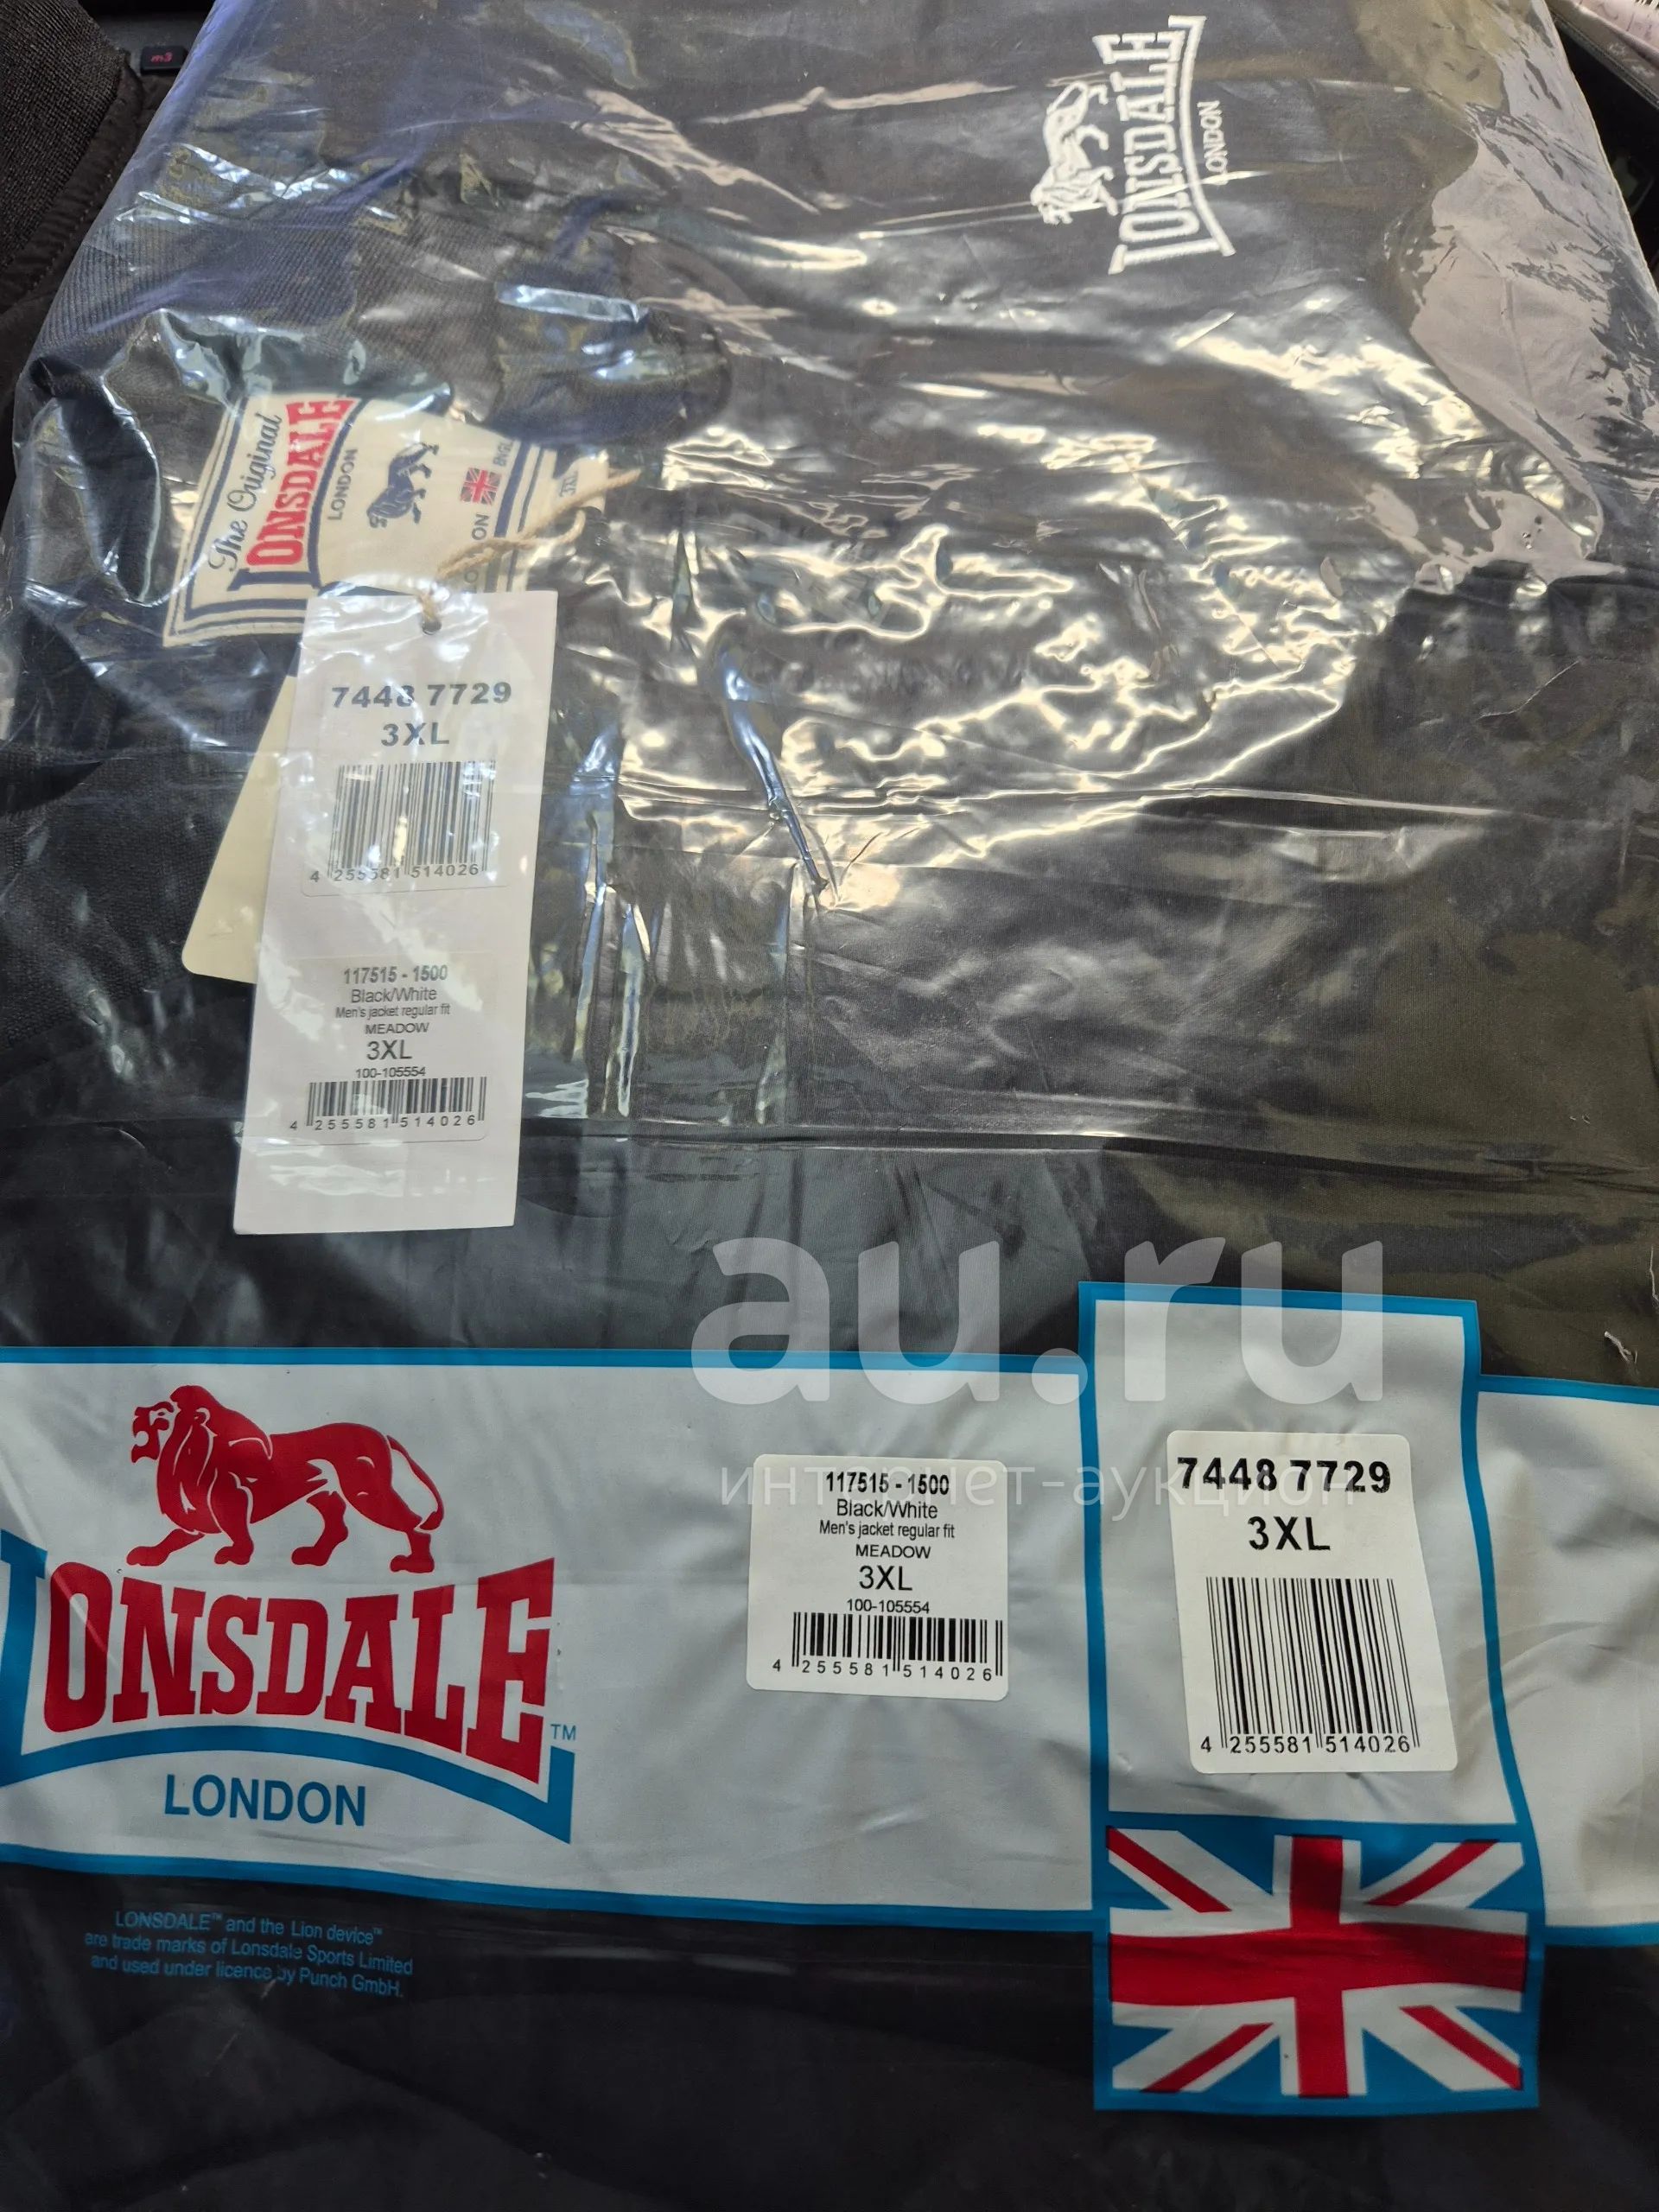 m3
LONSDALE
LONDON
The Original
LONSDALE
LONDON
7448 7729
3XL
4 255581 514026
117515 - 1500
Black/White
Men's jacket regular fit
MEADOW
3XL
100-105554
4 255581 514026
au.ru
интернет-аукцион
LONSDALE™
LONDON
117515 - 1500
Black/White
Men's jacket regular fit
MEADOW
3XL
100-105554
4 255581 514026
7448 7729
3XL
4 255581 514026
LONSDALE™ and the Lion device™
are trade marks of Lonsdale Sports Limited
and used under licence by Punch GmbH.